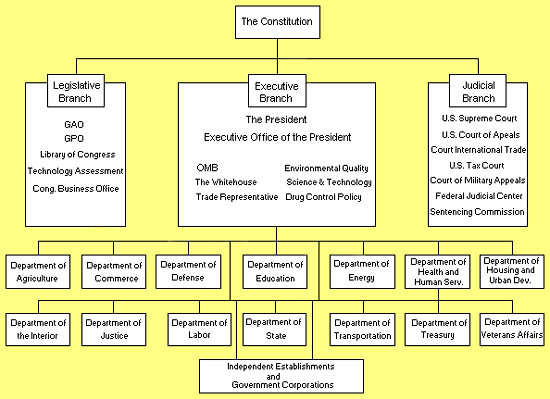 The Constitution
Legislative
Branch
GAO
GPO
Library of Congress
Technology Assessment
Cong. Business Office
Executive
Branch
The President
Executive Office of the President
OMB
The Whitehouse
Trade Representative
Environmental Quality
Science & Technology
Drug Control Policy
Judicial
Branch
U.S. Supreme Court
U.S. Court of Apeals
Court International Trade
U.S. Tax Court
Court of Military Appeals
Federal Judicial Center
Sentencing Commission
Department of
Agriculture
Department of
Commerce
Department of
Defense
Department of
Education
Department of
Energy
Department of
Health and
Human Serv.
Department of
Housing and
Urban Dev.
Department of
the Interior
Department of
Justice
Department of
Labor
Department of
State
Department of
Transportation
Department of
Treasury
Department of
Veterans Affairs
Independent Establishments
and
Government Corporations